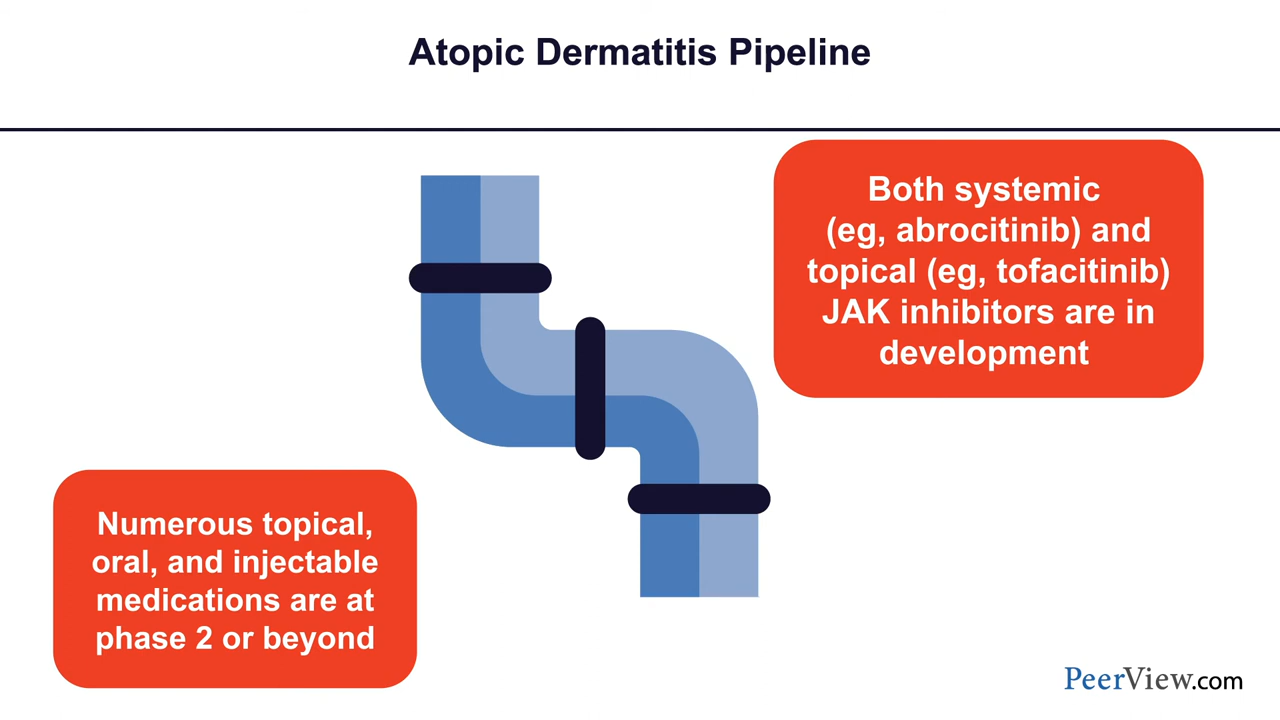 Atopic Dermatitis Pipeline
Both systemic
(eg, abrocitinib) and
topical (eg, tofacitinib)
JAK inhibitors are in
development
Numerous topical,
oral, and injectable
medications are at
phase 2 or beyond
PeerView.com